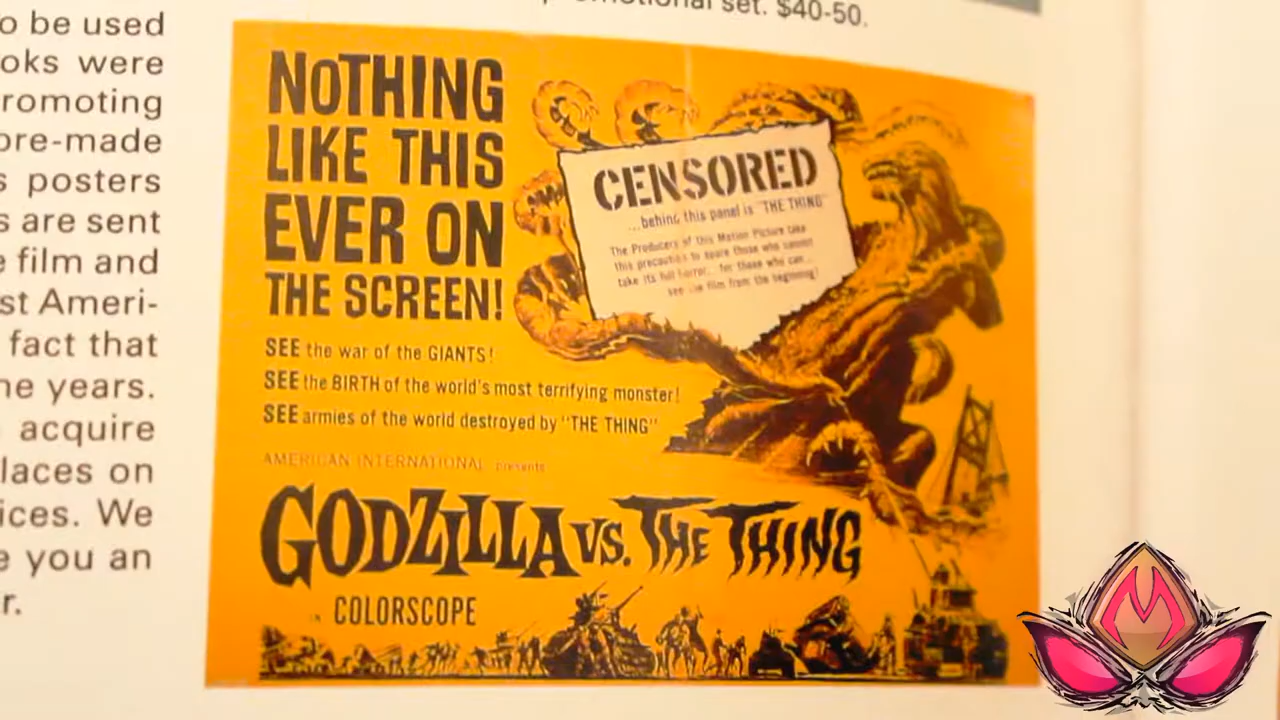 promotional set. $40-50.
o be used
oks were
romoting
ore-made
s posters
s are sent
e film and
st Ameri-
fact that
ne years.
acquire
laces on
ices. We
e you an
r.
NOTHING
LIKE THIS
EVER ON
THE SCREEN!
CENSORED
...behind this panel is "THE THING"
The Producers of this Motion Picture take
this precaution to spare those who cannot
take its full horror... for those who can...
see the film from the beginning!
SEE the war of the GIANTS!
SEE the BIRTH of the world's most terrifying monster!
SEE armies of the world destroyed by "THE THING"
AMERICAN INTERNATIONAL presents
GODZILLA VS. THE THING
IN COLORSCOPE
M